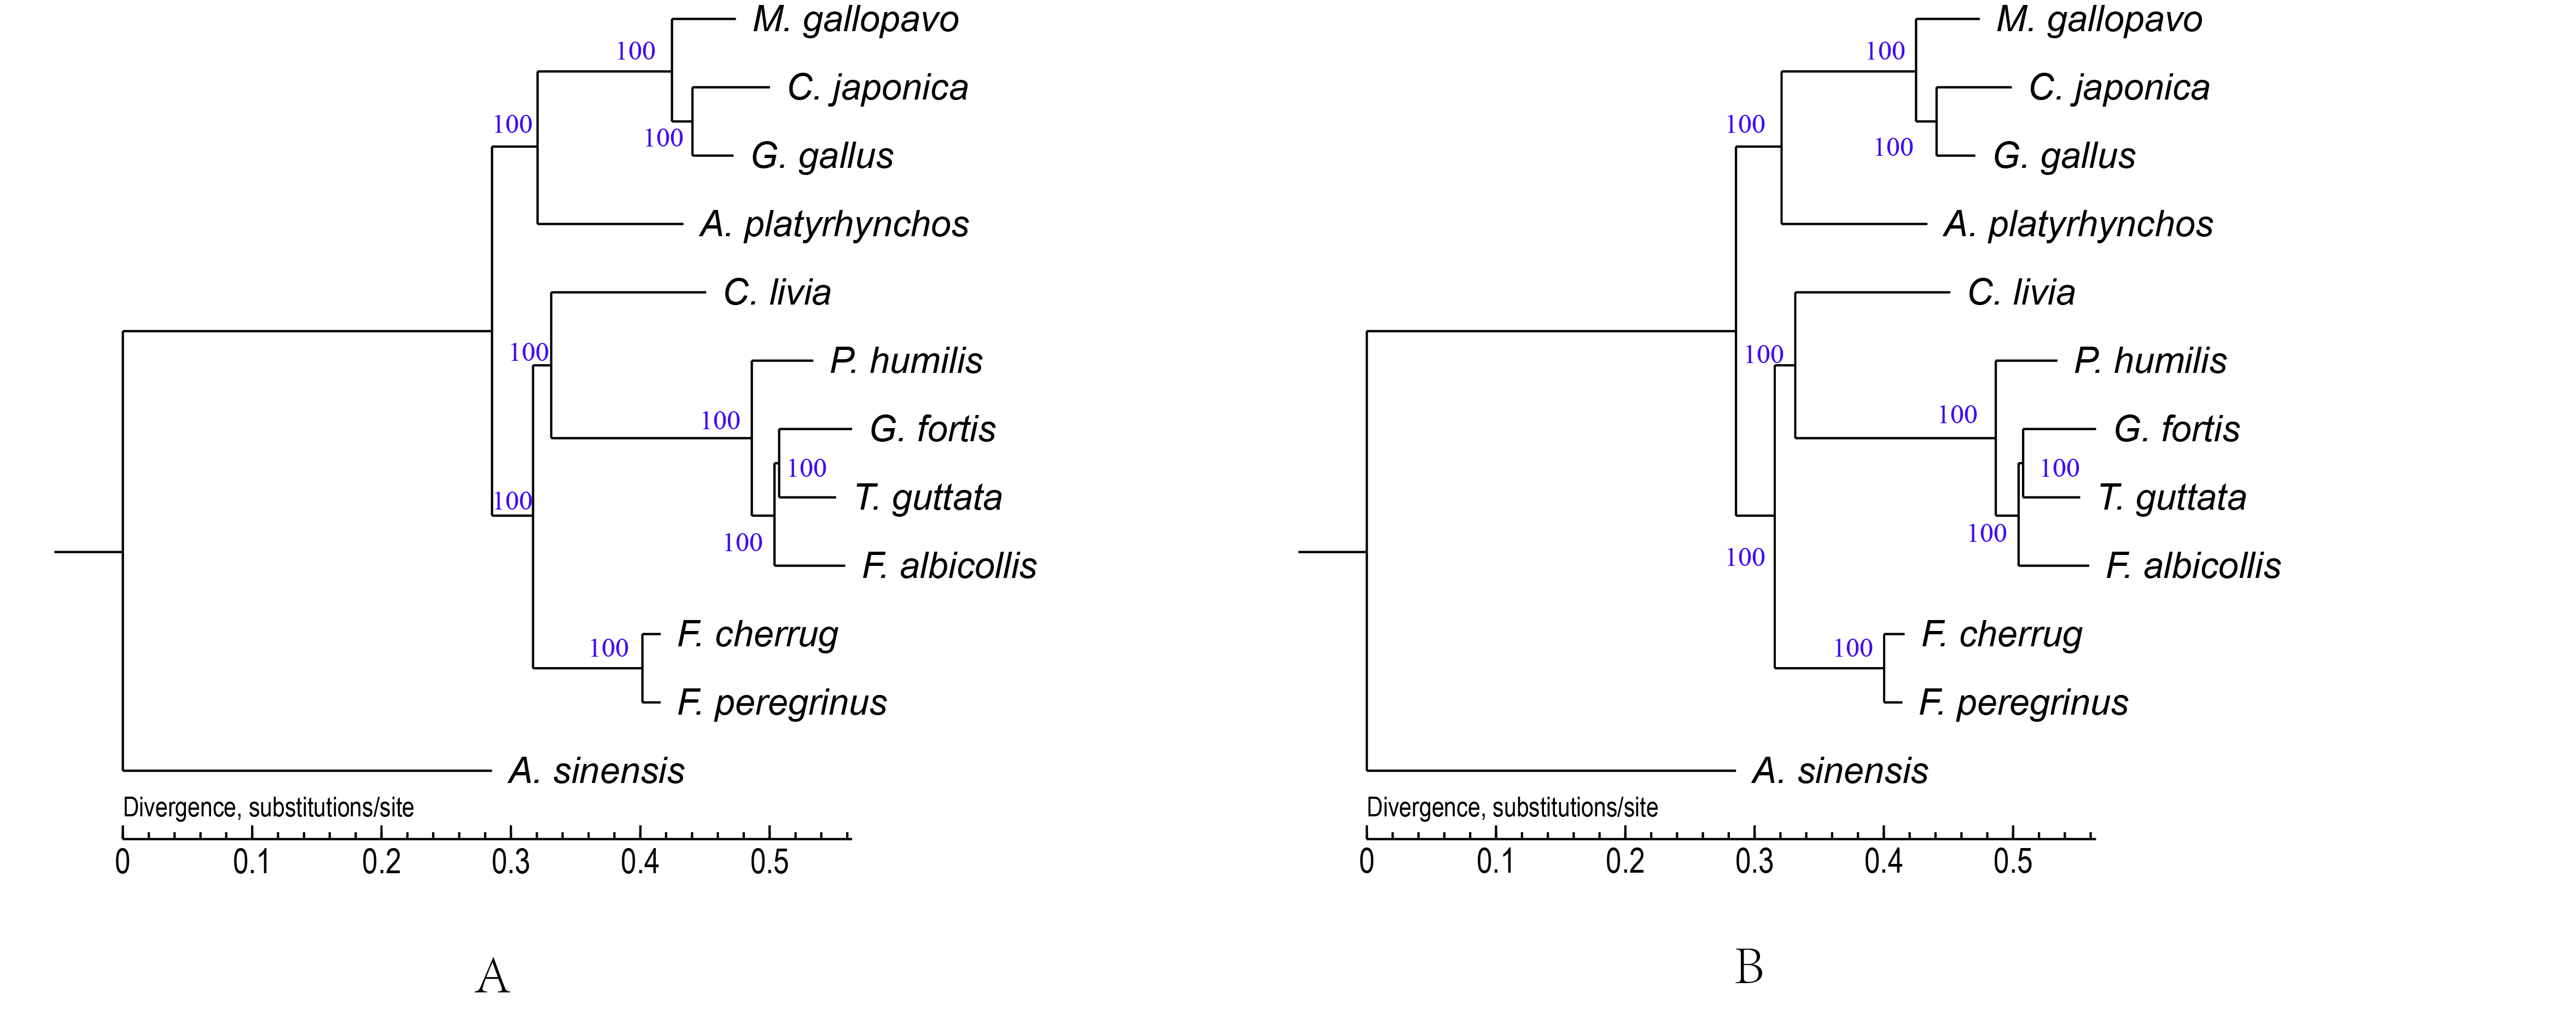 M. gallopavo
100
C. japonica
100
G. gallus
100
A. platyrhynchos
C. livia
100
P. humilis
100
G. fortis
100
T. guttata
100
100
F. albicollis
F. cherrug
100
F. peregrinus
A. sinensis
Divergence, substitutions/site
0 0.1 0.2 0.3 0.4 0.5
A
M. gallopavo
100
C. japonica
100
G. gallus
100
A. platyrhynchos
C. livia
100
P. humilis
100
G. fortis
100
T. guttata
100
100
F. albicollis
F. cherrug
100
F. peregrinus
A. sinensis
Divergence, substitutions/site
0 0.1 0.2 0.3 0.4 0.5
B